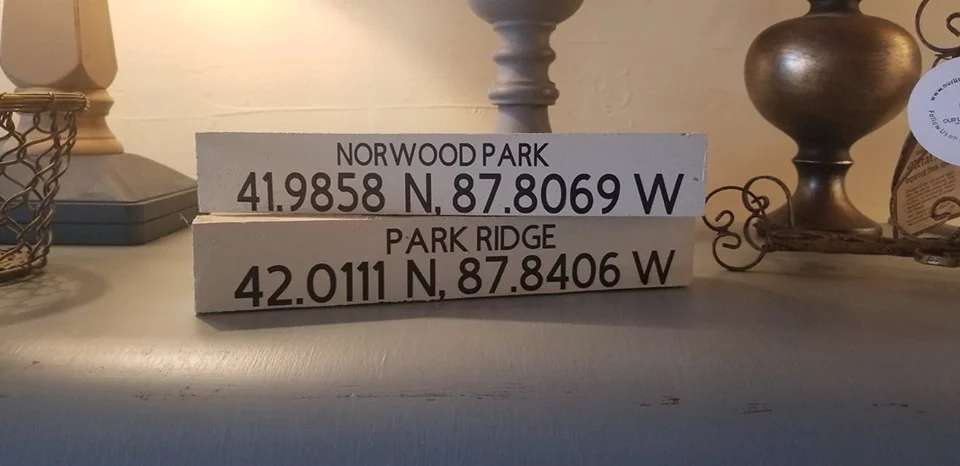 NORWOOD PARK
41.9858 N, 87.8069 W
PARK RIDGE
42.0111 N, 87.8406 W